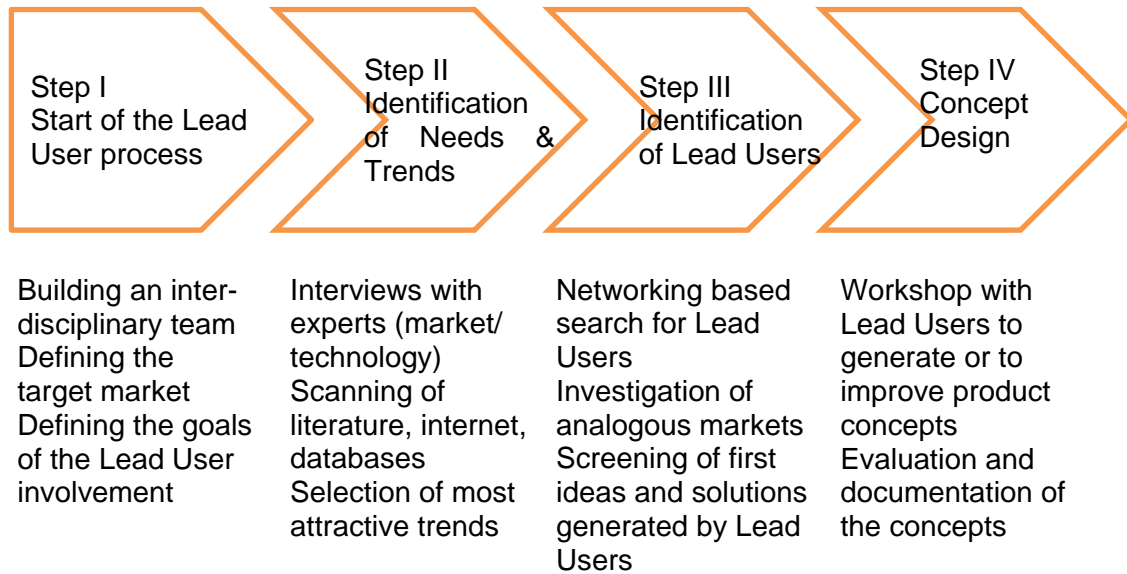 Step I
Start of the Lead
User process
Step II
Identification
of Needs &
Trends
Step III
Identification
of Lead Users
Step IV
Concept
Design
Building an inter-
disciplinary team
Defining the
target market
Defining the goals
of the Lead User
involvement
Interviews with
experts (market/
technology)
Scanning of
literature, internet,
databases
Selection of most
attractive trends
Networking based
search for Lead
Users
Investigation of
analogous markets
Screening of first
ideas and solutions
generated by Lead
Users
Workshop with
Lead Users to
generate or to
improve product
concepts
Evaluation and
documentation of
the concepts